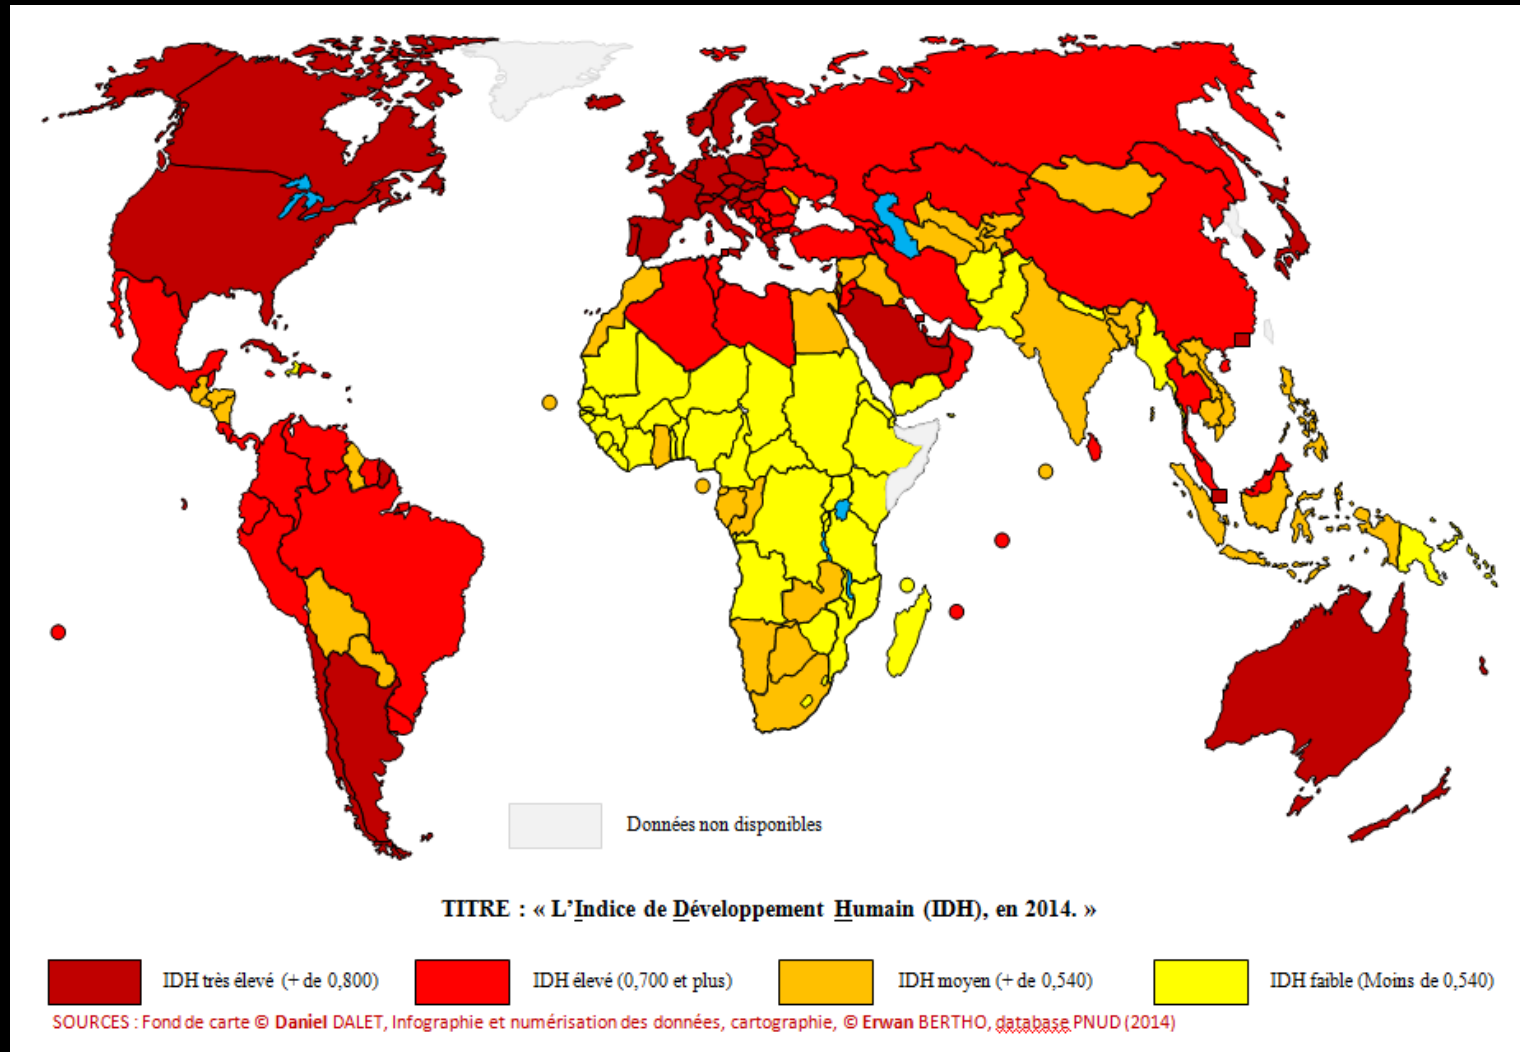 Données non disponibles
TITRE : « L'Indice de Développement Humain (IDH), en 2014. »
IDH très élevé (+ de 0,800)
IDH élevé (0,700 et plus)
IDH moyen (+ de 0,540)
IDH faible (Moins de 0,540)
SOURCES : Fond de carte © Daniel DALET, Infographie et numérisation des données, cartographie, © Erwan BERTHO, database PNUD (2014)